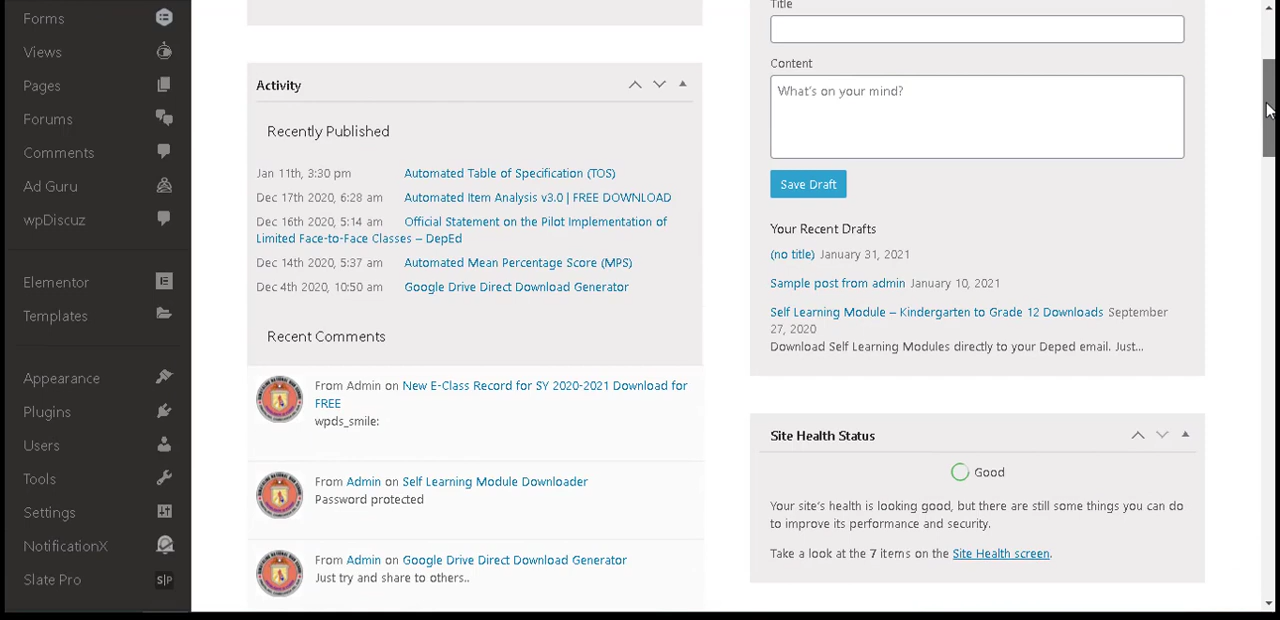 Forms
Views
Pages
Forums
Comments
Ad Guru
wpDiscuz
Elementor
Templates
Appearance
Plugins
Users
Tools
Settings
NotificationX
Slate Pro
S|P
Activity
Recently Published
Jan 11th, 3:30 pm Automated Table of Specification (TOS)
Dec 17th 2020, 6:28 am Automated Item Analysis v3.0 | FREE DOWNLOAD
Dec 16th 2020, 5:14 am Official Statement on the Pilot Implementation of
Limited Face-to-Face Classes – DepEd
Dec 14th 2020, 5:37 am Automated Mean Percentage Score (MPS)
Dec 4th 2020, 10:50 am Google Drive Direct Download Generator
Recent Comments
From Admin on New E-Class Record for SY 2020-2021 Download for
FREE
wpds_smile:
From Admin on Self Learning Module Downloader
Password protected
From Admin on Google Drive Direct Download Generator
Just try and share to others..
Title
Content
What's on your mind?
Save Draft
Your Recent Drafts
(no title) January 31, 2021
Sample post from admin January 10, 2021
Self Learning Module – Kindergarten to Grade 12 Downloads September
27, 2020
Download Self Learning Modules directly to your Deped email. Just...
Site Health Status
Good
Your site's health is looking good, but there are still some things you can do
to improve its performance and security.
Take a look at the 7 items on the Site Health screen.